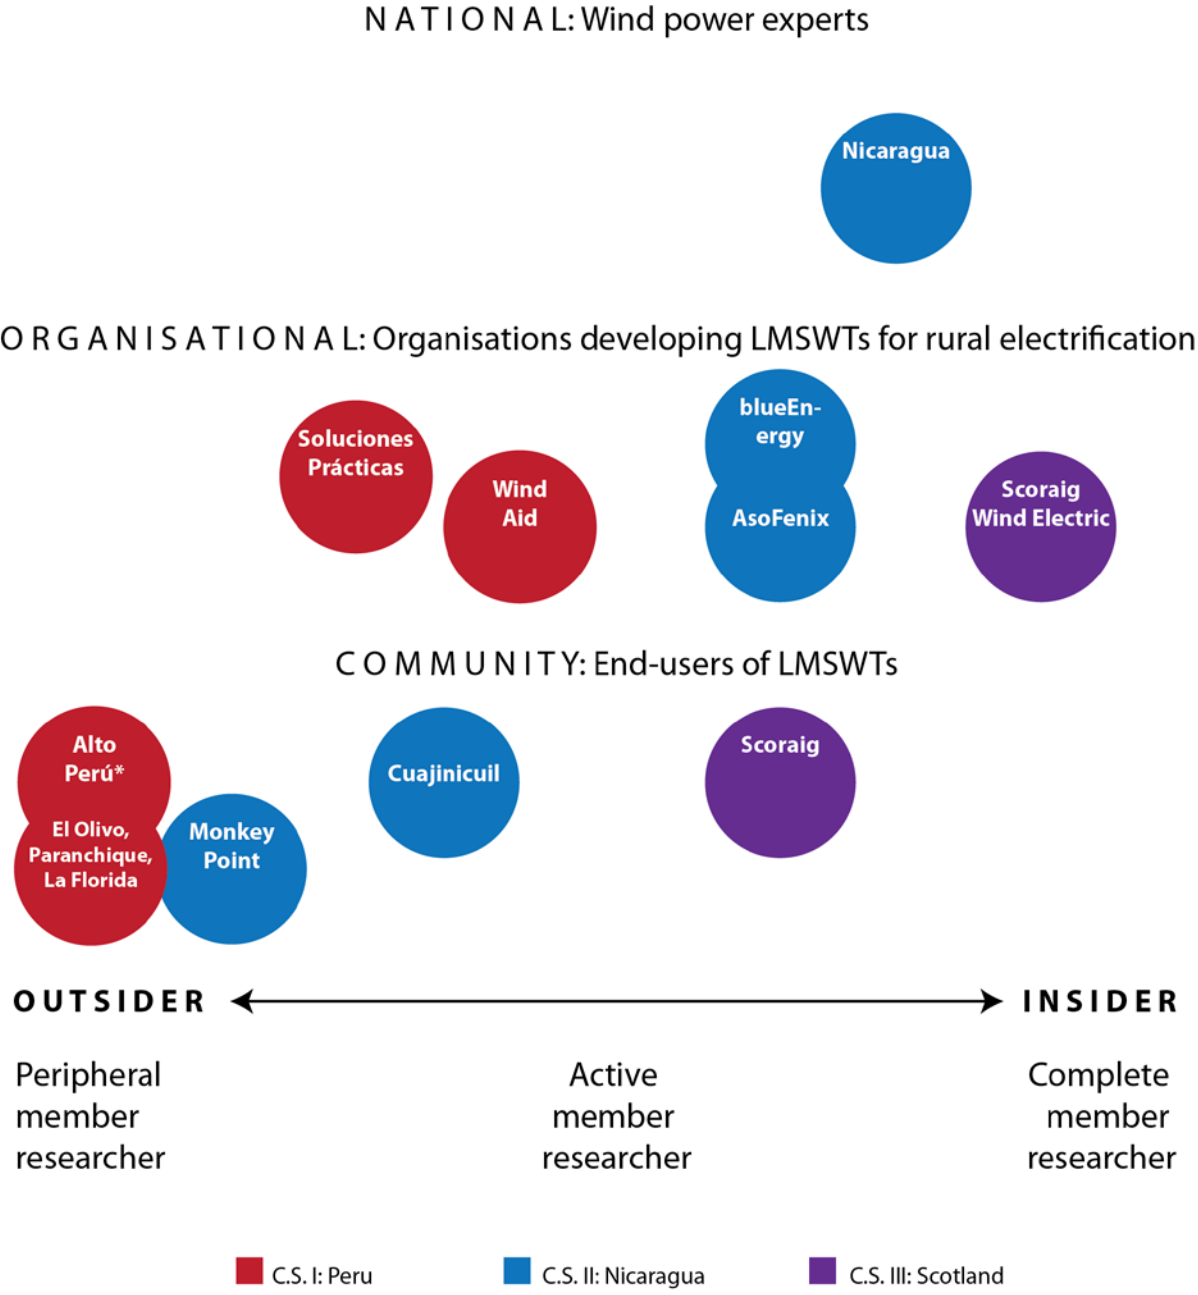 N A T I O N A L: Wind power experts
Nicaragua
O R G A N I S A T I O N A L: Organisations developing LMSWTs for rural electrification
Soluciones
Prácticas
Wind
Aid
blueEn-
ergy
AsoFenix
Scoraig
Wind Electric
C O M M U N I T Y: End-users of LMSWTs
Alto
Perú*
El Olivo,
Paranchique,
La Florida
Monkey
Point
Cuajinicuil
Scoraig
O U T S I D E R
I N S I D E R
Peripheral
member
researcher
Active
member
researcher
Complete
member
researcher
C.S. I: Peru
C.S. II: Nicaragua
C.S. III: Scotland